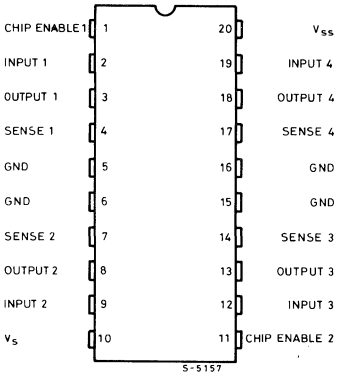 CHIP ENABLE 1 1 20 Vss
INPUT 1 2 19 INPUT 4
OUTPUT 1 3 18 OUTPUT 4
SENSE 1 4 17 SENSE 4
GND 5 16 GND
GND 6 15 GND
SENSE 2 7 14 SENSE 3
OUTPUT 2 8 13 OUTPUT 3
INPUT 2 9 12 INPUT 3
Vs 10 11 CHIP ENABLE 2
S-5157